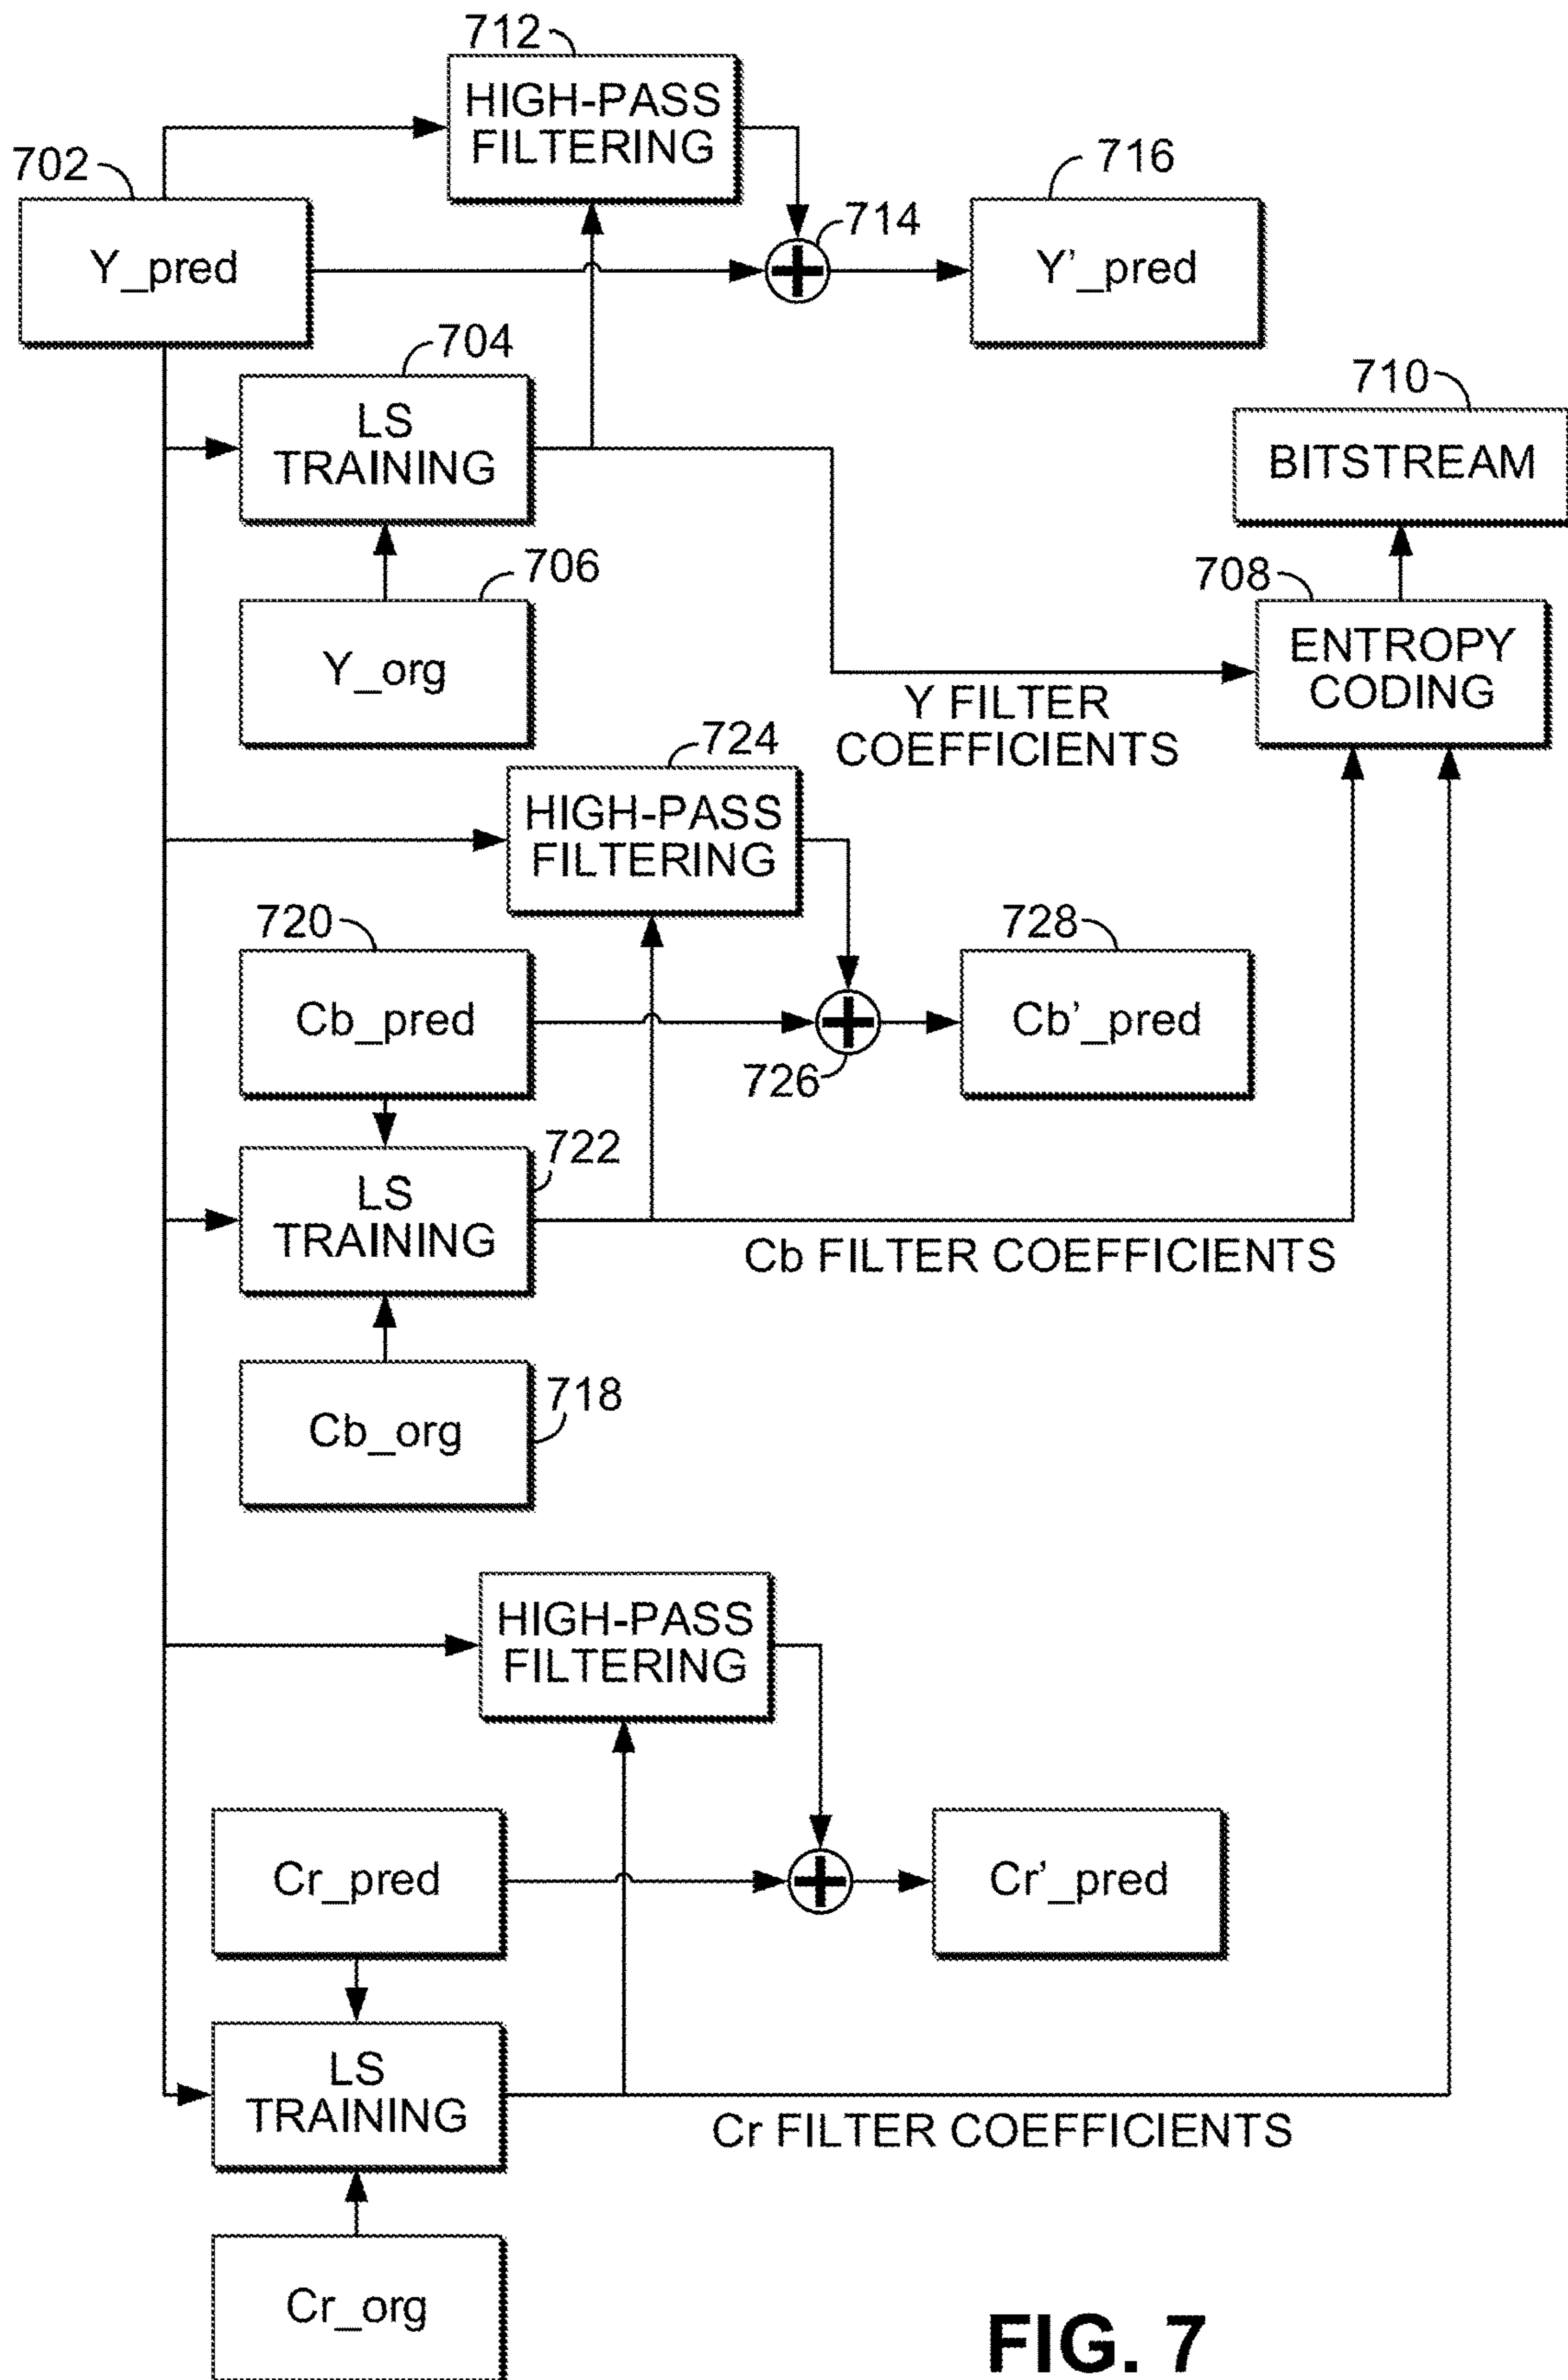 712
HIGH-PASS
FILTERING
702
Y_pred
714
716
Y’_pred
704
LS
TRAINING
710
BITSTREAM
706
Y_org
708
ENTROPY
CODING
Y FILTER
COEFFICIENTS
724
HIGH-PASS
FILTERING
720
Cb_pred
726
728
Cb’_pred
722
LS
TRAINING
Cb FILTER COEFFICIENTS
718
Cb_org
HIGH-PASS
FILTERING
Cr_pred
Cr’_pred
LS
TRAINING
Cr FILTER COEFFICIENTS
Cr_org
FIG. 7